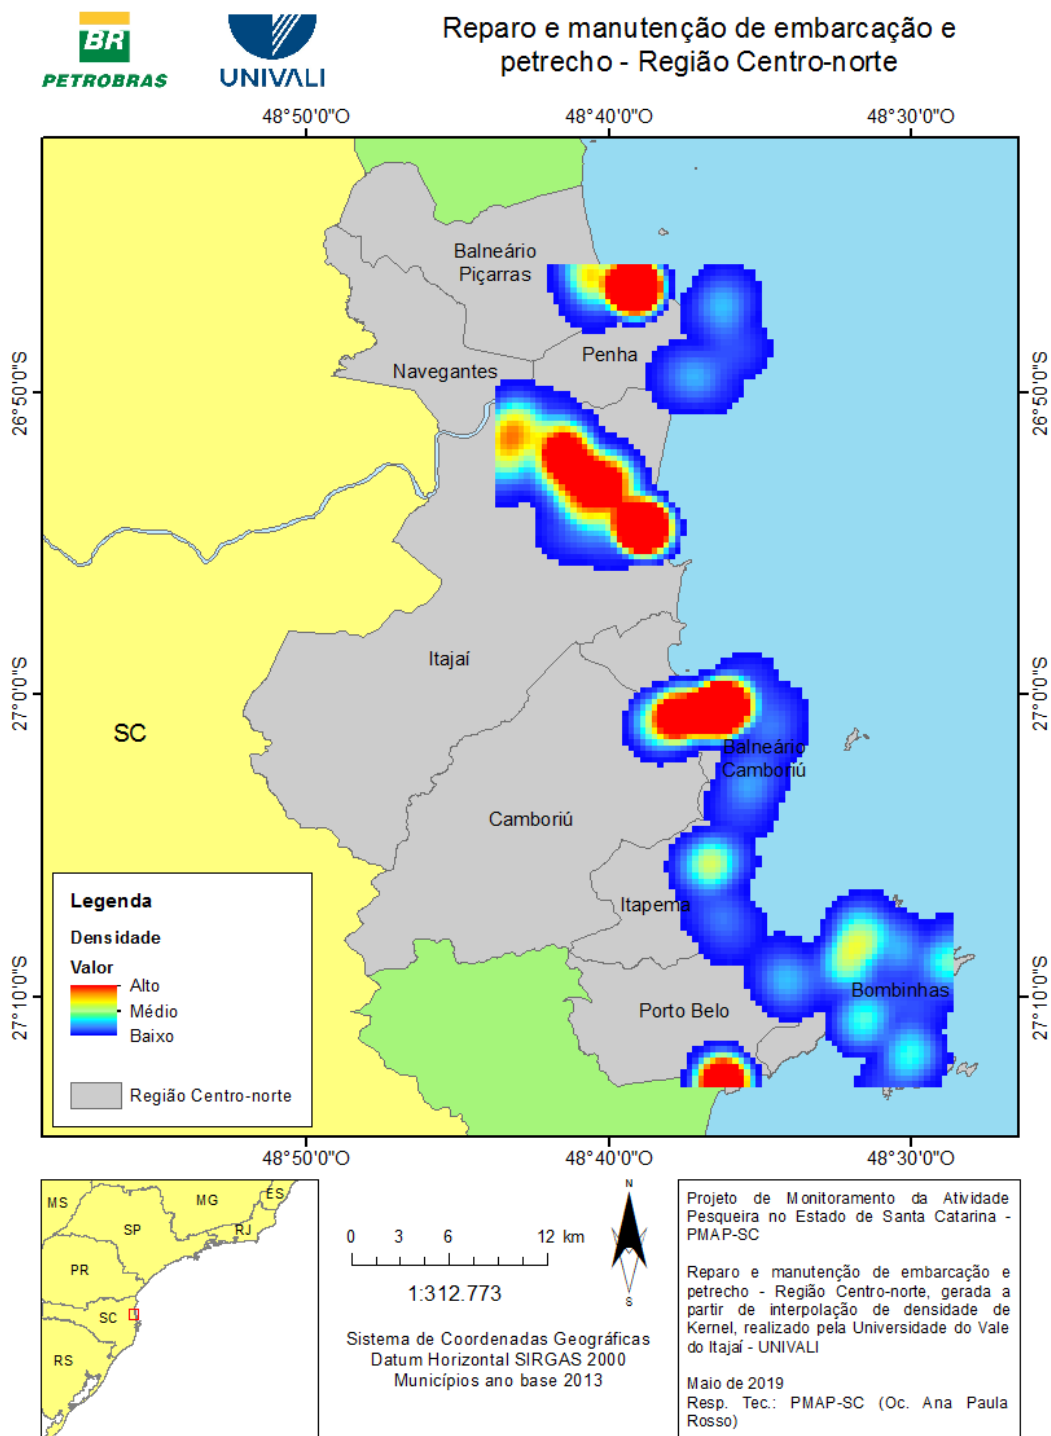 BR
PETROBRAS
UNIVALI
Reparo e manutenção de embarcação e
petrecho - Região Centro-norte
48°50'0"O
48°40'0"O
48°30'0"O
26°50'0"S
26°50'0"S
27°0'0"S
27°0'0"S
27°10'0"S
27°10'0"S
Balneário
Piçarras
Penha
Navegantes
Itajaí
SC
Balneário
Camboriú
Camboriú
Itapema
Bombinhas
Porto Belo
Legenda
Densidade
Valor
Alto
Médio
Baixo
Região Centro-norte
48°50'0"O
48°40'0"O
48°30'0"O
MS
MG
ES
SP
RJ
PR
SC
RS
0 3 6 12 km
1:312.773
N
S
Sistema de Coordenadas Geográficas
Datum Horizontal SIRGAS 2000
Municípios ano base 2013
Projeto de Monitoramento da Atividade
Pesqueira no Estado de Santa Catarina -
PMAP-SC
Reparo e manutenção de embarcação e
petrecho - Região Centro-norte, gerada a
partir de interpolação de densidade de
Kernel, realizado pela Universidade do Vale
do Itajaí - UNIVALI
Maio de 2019
Resp. Tec.: PMAP-SC (Oc. Ana Paula
Rosso)